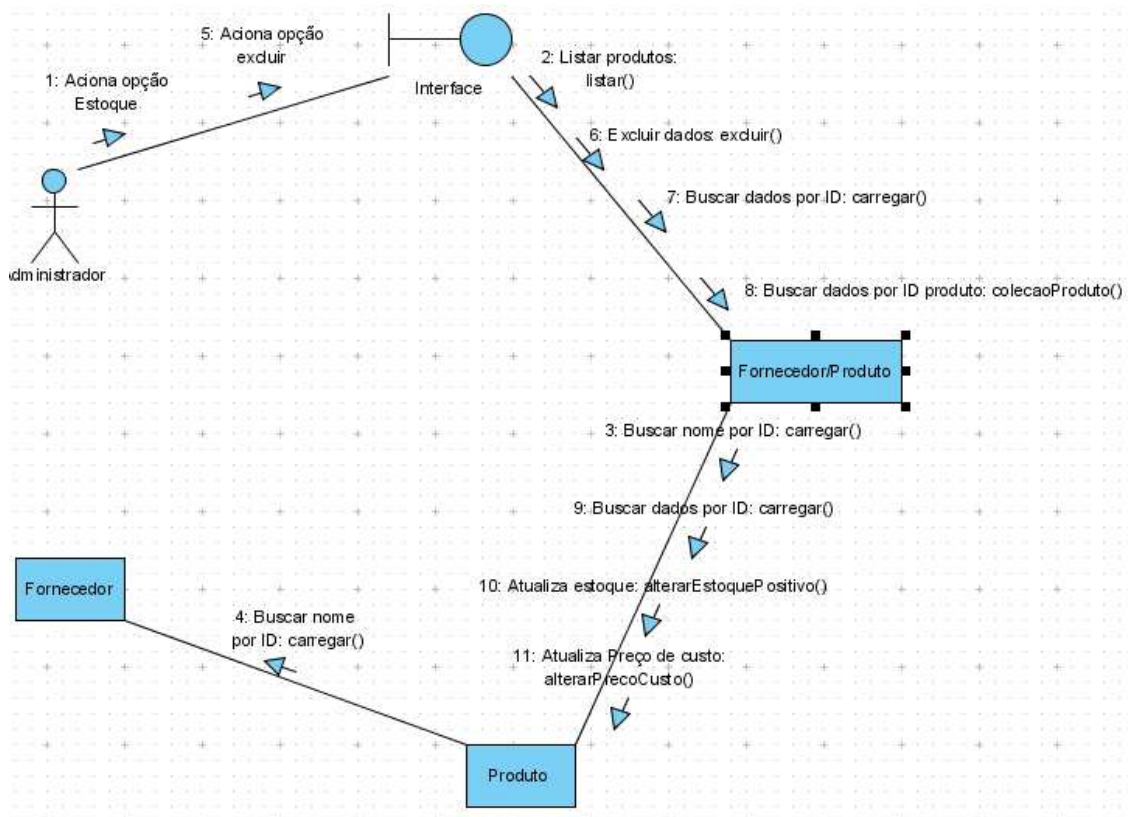 5: Aciona opção
excluir
1: Aciona opção
Estoque
Interface
2: Listar produtos:
listar()
6: Excluir dados: excluir()
7: Buscar dados por ID: carregar()
dministrador
8: Buscar dados por ID produto: colecaoProduto()
Fornecedor/Produto
3: Buscar nome por ID: carregar()
9: Buscar dados por ID: carregar()
Fornecedor
10: Atualiza estoque: alterarEstoquePositivo()
4: Buscar nome
por ID: carregar()
11: Atualiza Preço de custo:
alterarPrecoCusto()
Produto